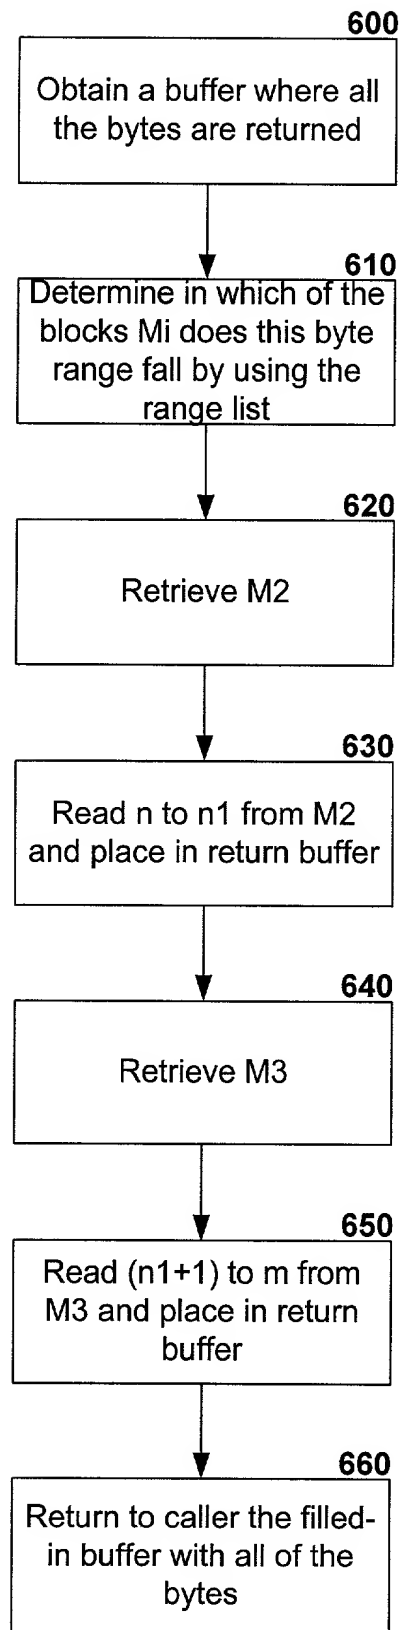 600
Obtain a buffer where all
the bytes are returned
610
Determine in which of the
blocks Mi does this byte
range fall by using the
range list
620
Retrieve M2
630
Read n to n1 from M2
and place in return buffer
640
Retrieve M3
650
Read (n1+1) to m from
M3 and place in return
buffer
660
Return to caller the filled-
in buffer with all of the
bytes